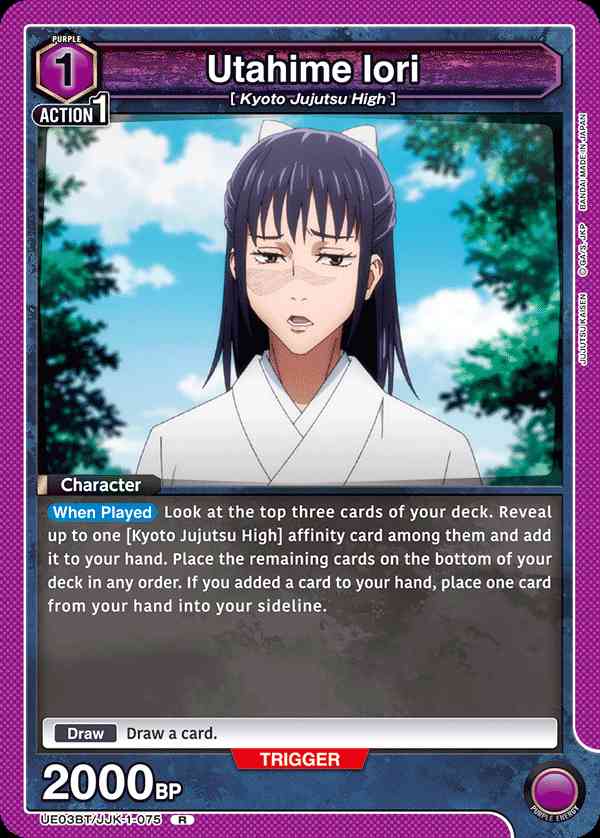 PURPLE
1
Utahime Iori
[ Kyoto Jujutsu High ]
ACTION 1
BANDAI MADE IN JAPAN
©GA/S,JKP
JUJUTSU KAISEN
Character
When Played Look at the top three cards of your deck. Reveal
up to one [Kyoto Jujutsu High] affinity card among them and add
it to your hand. Place the remaining cards on the bottom of your
deck in any order. If you added a card to your hand, place one card
from your hand into your sideline.
Draw Draw a card.
TRIGGER
2000BP
UE03BT/JJK-1-075 R
PURPLE ENERGY